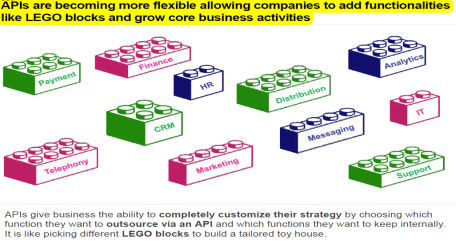 APIs are becoming more flexible allowing companies to add functionalities
like LEGO blocks and grow core business activities
Payment
Finance
HR
Distribution
Analytics
CRM
Messaging
IT
Telephony
Marketing
Support
APIs give business the ability to completely customize their strategy by choosing which
function they want to outsource via an API and which functions they want to keep internally.
It is like picking different LEGO blocks to build a tailored toy house.